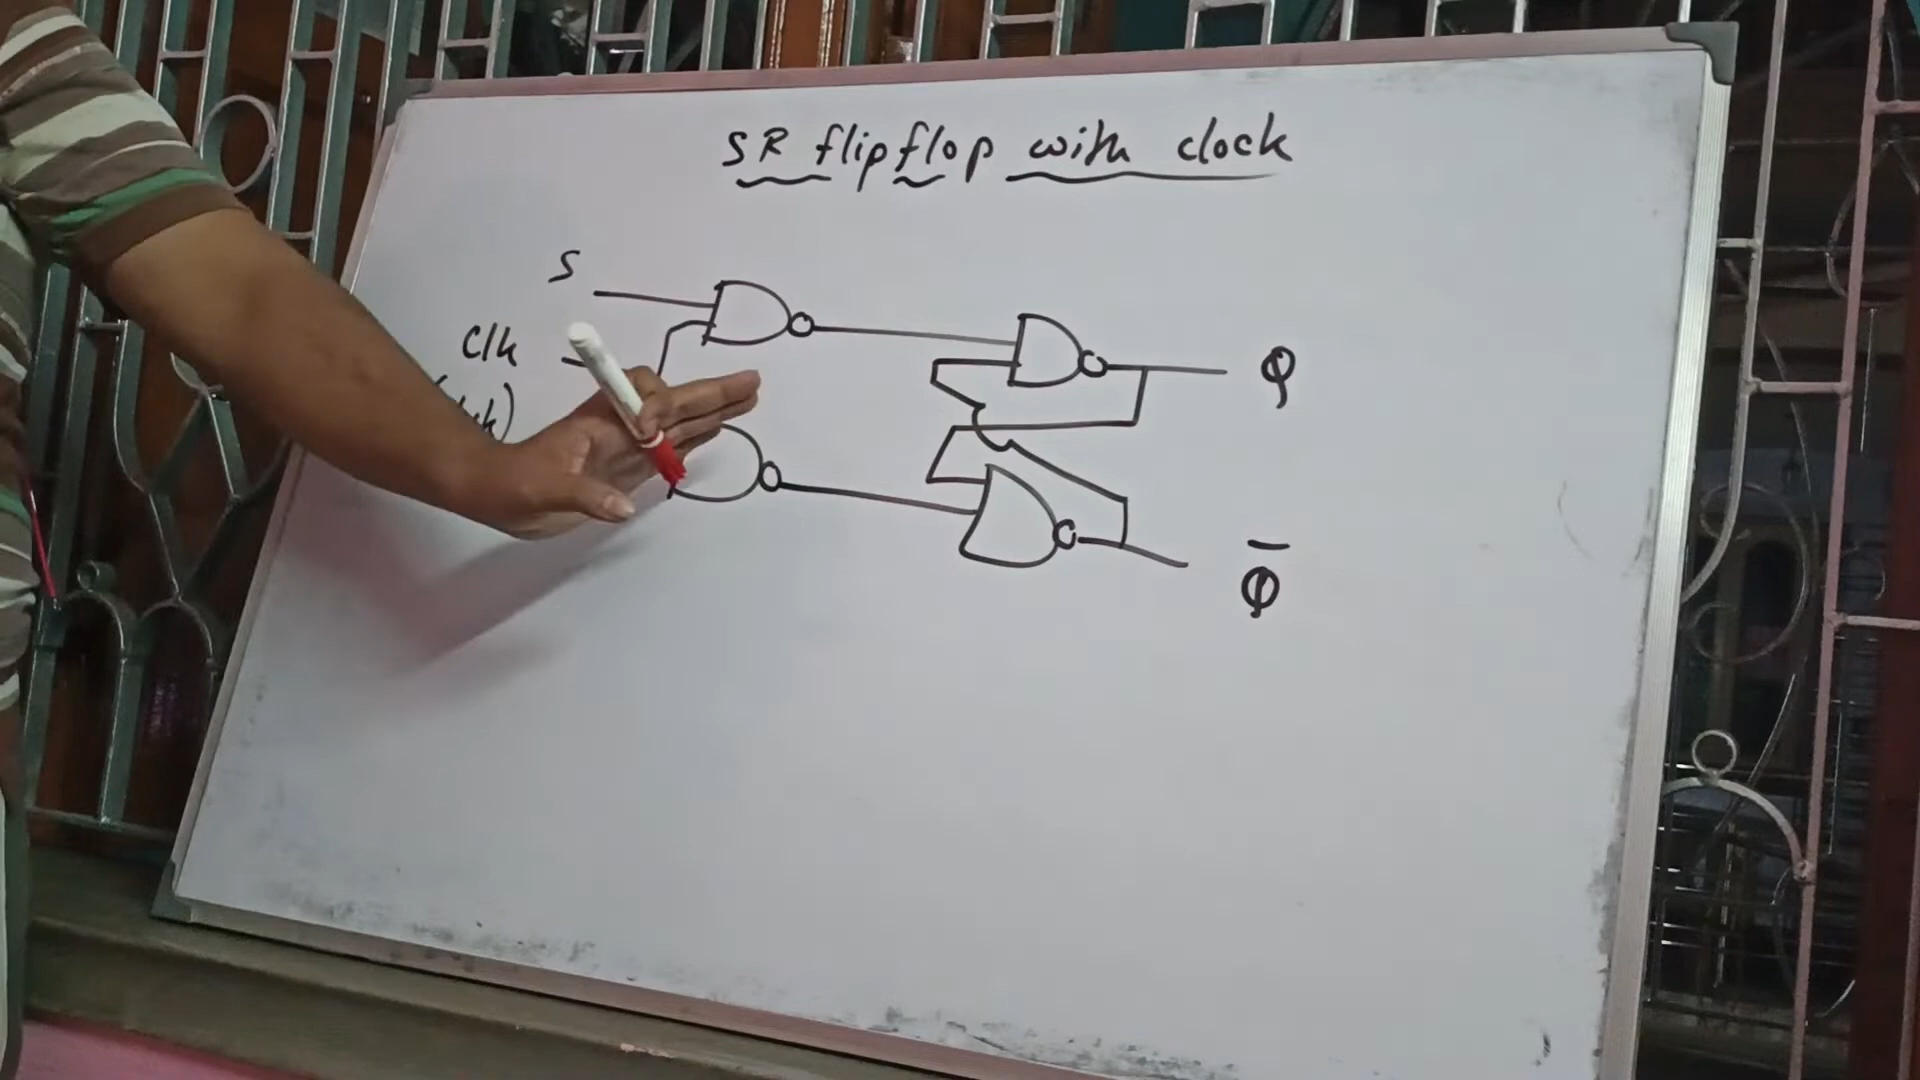 SR flipflop with clock
S
Clk
Q
Q̅